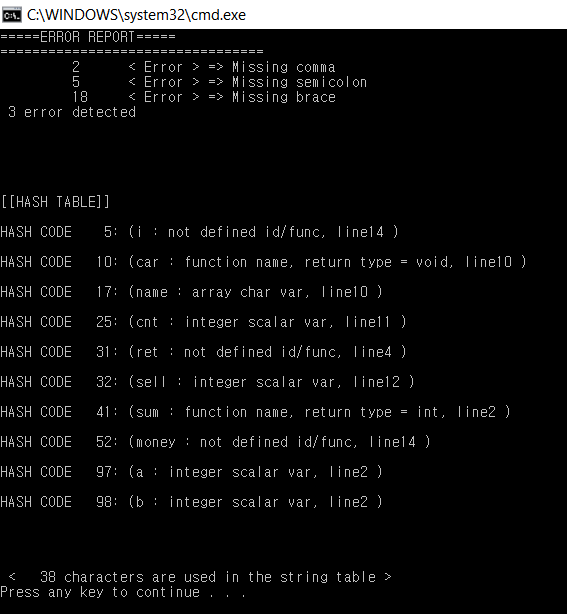 C:\WINDOWS\system32\cmd.exe
=====ERROR REPORT=====
=================================
2 < Error > => Missing comma
5 < Error > => Missing semicolon
18 < Error > => Missing brace
3 error detected
[[HASH TABLE]]
HASH CODE 5: (i : not defined id/func, line14 )
HASH CODE 10: (car : function name, return type = void, line10 )
HASH CODE 17: (name : array char var, line10 )
HASH CODE 25: (cnt : integer scalar var, line11 )
HASH CODE 31: (ret : not defined id/func, line4 )
HASH CODE 32: (sell : integer scalar var, line12 )
HASH CODE 41: (sum : function name, return type = int, line2 )
HASH CODE 52: (money : not defined id/func, line14 )
HASH CODE 97: (a : integer scalar var, line2 )
HASH CODE 98: (b : integer scalar var, line2 )
< 38 characters are used in the string table >
Press any key to continue . . .